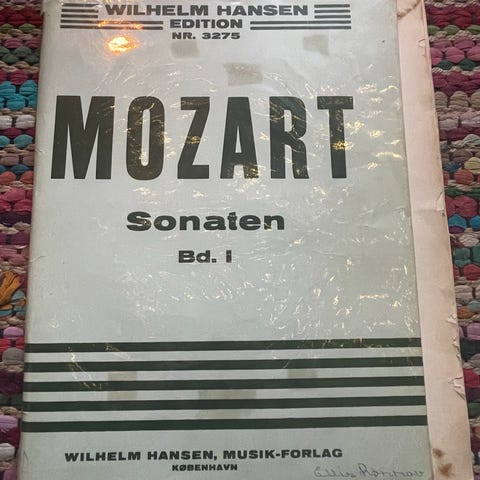 WILHELM HANSEN
EDITION
NR. 3275
MOZART
Sonaten
Bd. I
WILHELM HANSEN, MUSIK-FORLAG
KØBENHAVN